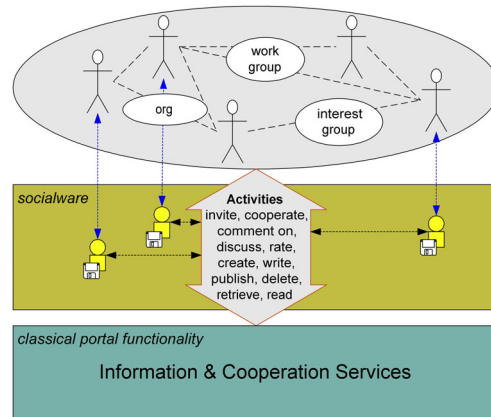 work
group
org
interest
group
socialware
Activities
invite, cooperate,
comment on,
discuss, rate,
create, write,
publish, delete,
retrieve, read
classical portal functionality
Information & Cooperation Services